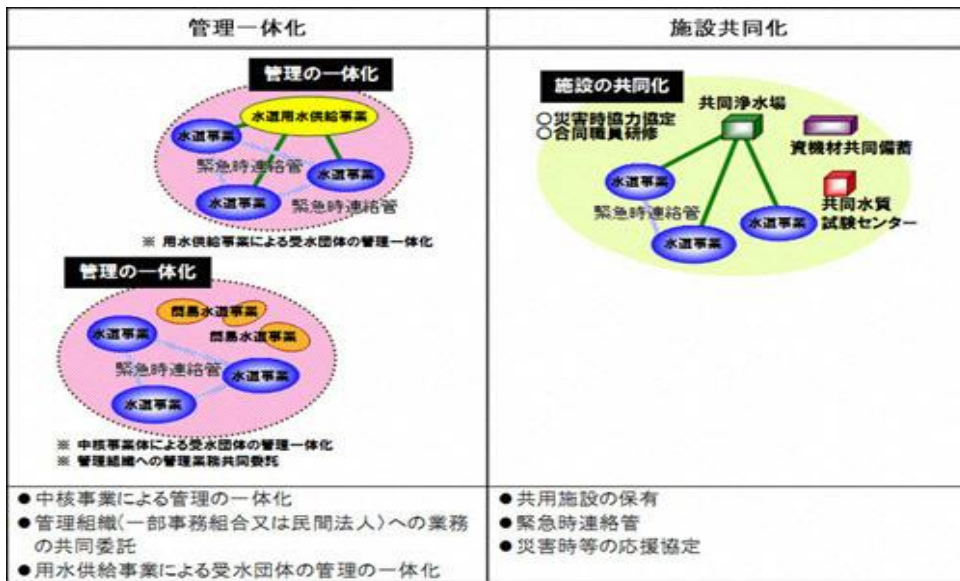 管理一体化
施設共同化
管理の一体化
水道用水供給事業
水道事業
緊急時連絡管
水道事業
水道事業
緊急時連絡管
※ 用水供給事業による受水団体の管理一体化
管理の一体化
簡易水道事業
簡易水道事業
水道事業
緊急時連絡管
水道事業
水道事業
※ 中核事業体による受水団体の管理一体化
※ 管理組織への管理業務共同委託
施設の共同化
○災害時協力協定
○合同職員研修
共同浄水場
資機材共同備蓄
水道事業
緊急時連絡管
水道事業
水道事業
共同水質
試験センター
●中核事業による管理の一体化
●管理組織(一部事務組合又は民間法人)への業務
の共同委託
●用水供給事業による受水団体の管理の一体化
●共用施設の保有
●緊急時連絡管
●災害時等の応援協定